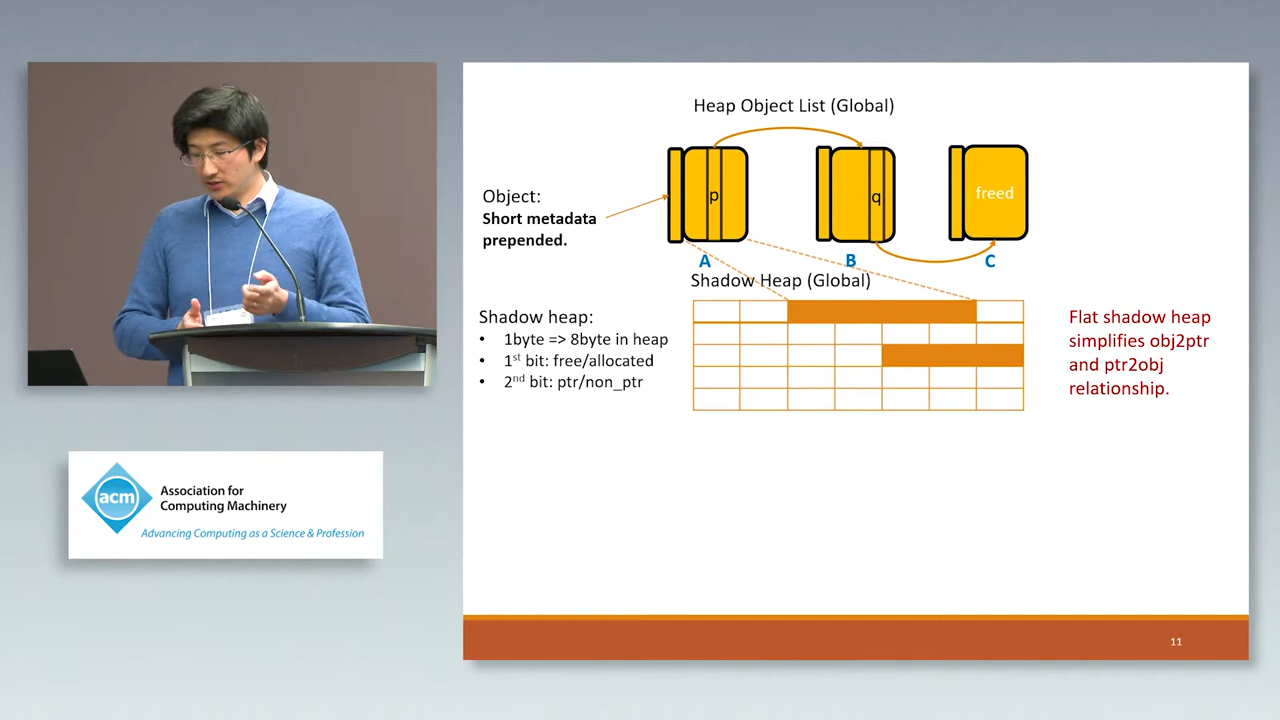 Heap Object List (Global)
p
q
freed
Object:
Short metadata
prepended.
A
B
C
Shadow Heap (Global)
Shadow heap:
• 1byte => 8byte in heap
• 1st bit: free/allocated
• 2nd bit: ptr/non_ptr
Flat shadow heap
simplifies obj2ptr
and ptr2obj
relationship.
11
acm
Association for
Computing Machinery
Advancing Computing as a Science & Profession